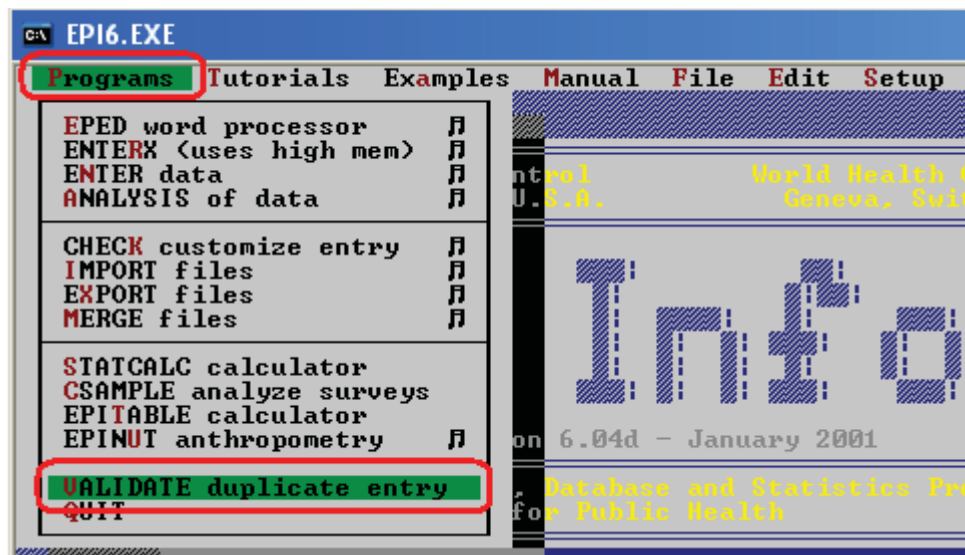 EPI6.EXE
Programs Tutorials Examples Manual File Edit Setup
EPED word processor
ENTERX (uses high mem)
ENTER data
ANALYSIS of data
CHECK customize entry
IMPORT files
EXPORT files
MERGE files
STATCALC calculator
CSAMPLE analyze surveys
EPITABLE calculator
EPINUT anthropometry
VALIDATE duplicate entry
QUIT
ntrol World Health
U.S.A. Geneva, Swit
Info
on 6.04d - January 2001
, Database and Statistics Pro
for Public Health